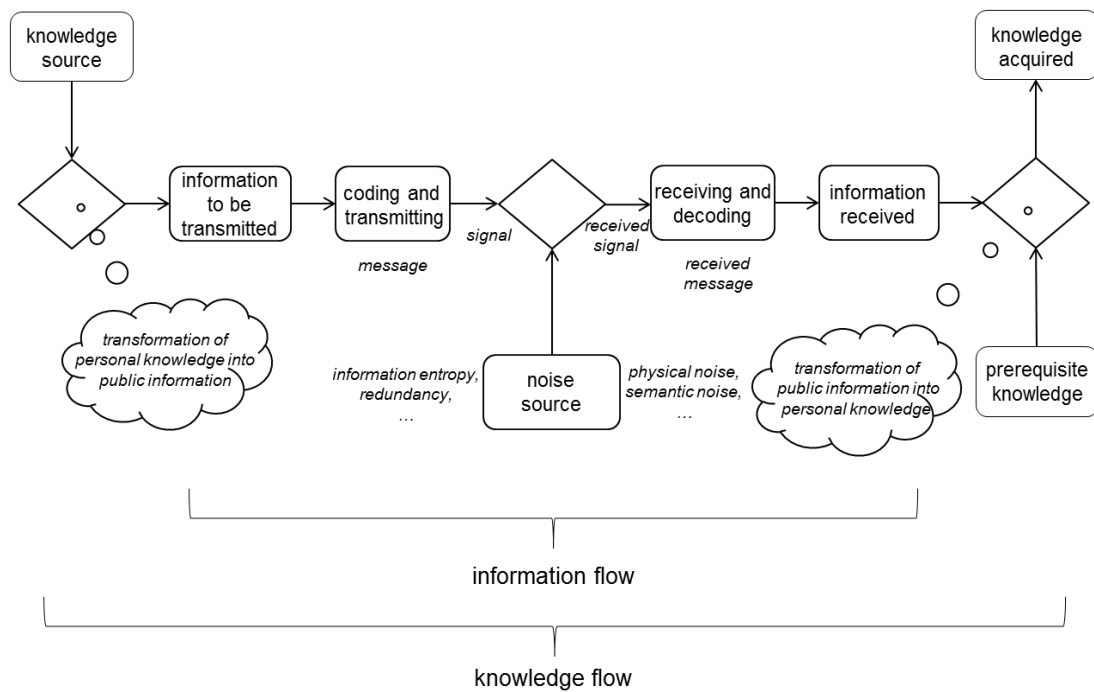 knowledge
source
knowledge
acquired
information
to be
transmitted
coding and
transmitting
signal
message
received
signal
receiving and
decoding
received
message
information
received
transformation of
personal knowledge into
public information
information entropy,
redundancy,
...
noise
source
physical noise,
semantic noise,
...
transformation of
public information into
personal knowledge
prerequisite
knowledge
information flow
knowledge flow